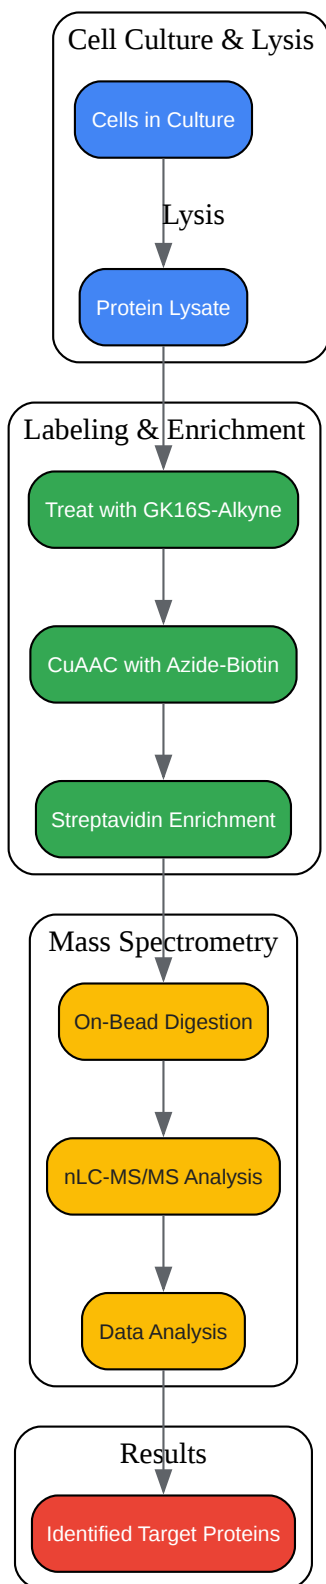 Cell Culture & Lysis
Cells in Culture
Lysis
Protein Lysate
Labeling & Enrichment
Treat with GK16S-Alkyne
CuAAC with Azide-Biotin
Streptavidin Enrichment
Mass Spectrometry
On-Bead Digestion
nLC-MS/MS Analysis
Data Analysis
Results
Identified Target Proteins